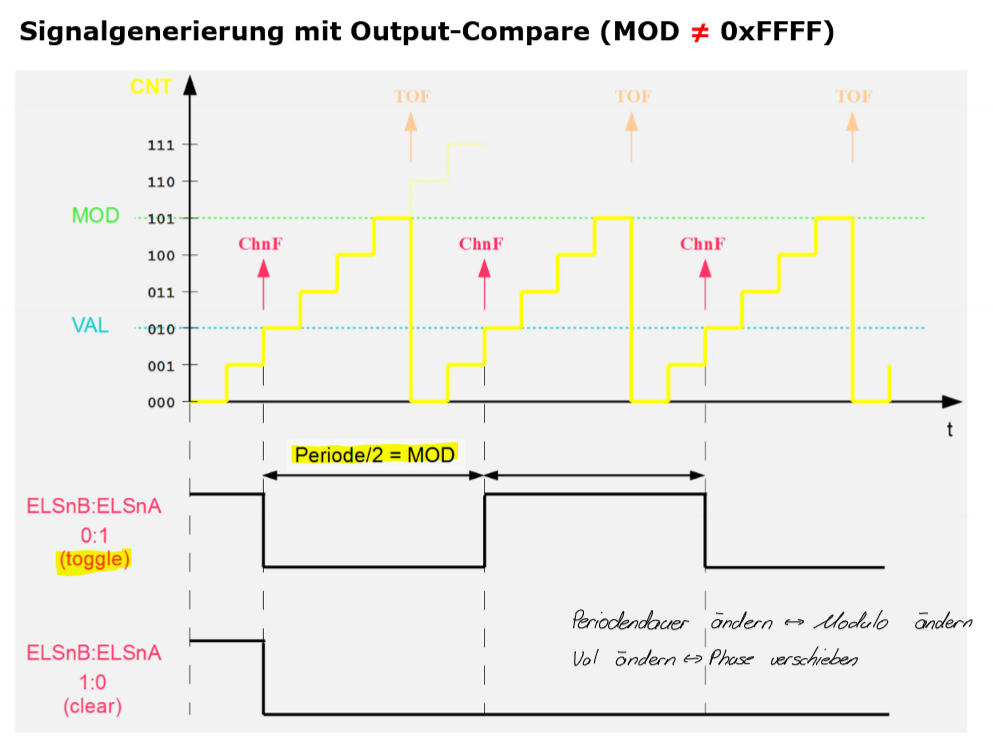 Signalgenerierung mit Output-Compare (MOD ≠ 0xFFFF)
CNT
TOF TOF TOF
111
110
MOD 101
ChnF ChnF ChnF
100
011
VAL 010
001
000
t
Periode/2 = MOD
ELSnB:ELSnA
0:1
(toggle)
Periodendauer ändern ↔ Modulo ändern
Val ändern ↔ Phase verschieben
ELSnB:ELSnA
1:0
(clear)